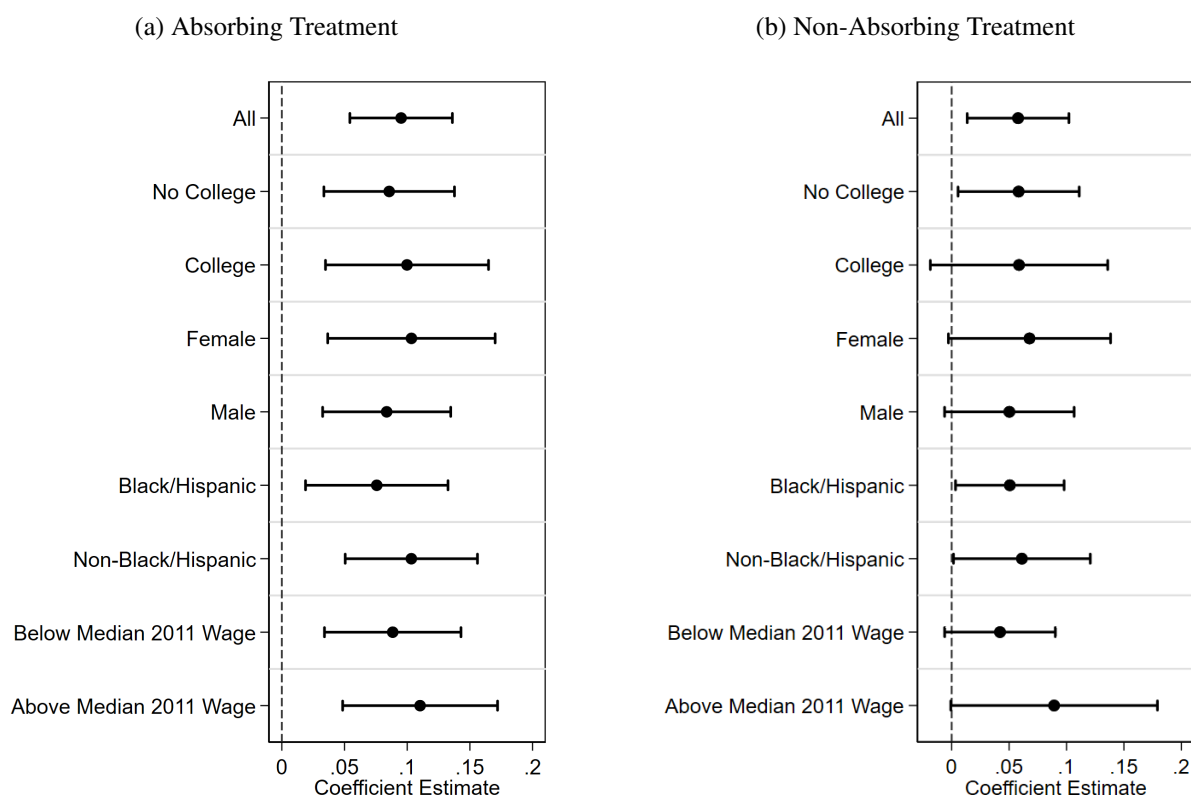 (a) Absorbing Treatment
All
No College
College
Female
Male
Black/Hispanic
Non-Black/Hispanic
Below Median 2011 Wage
Above Median 2011 Wage
0 .05 .1 .15 .2
Coefficient Estimate
(b) Non-Absorbing Treatment
All
No College
College
Female
Male
Black/Hispanic
Non-Black/Hispanic
Below Median 2011 Wage
Above Median 2011 Wage
0 .05 .1 .15 .2
Coefficient Estimate